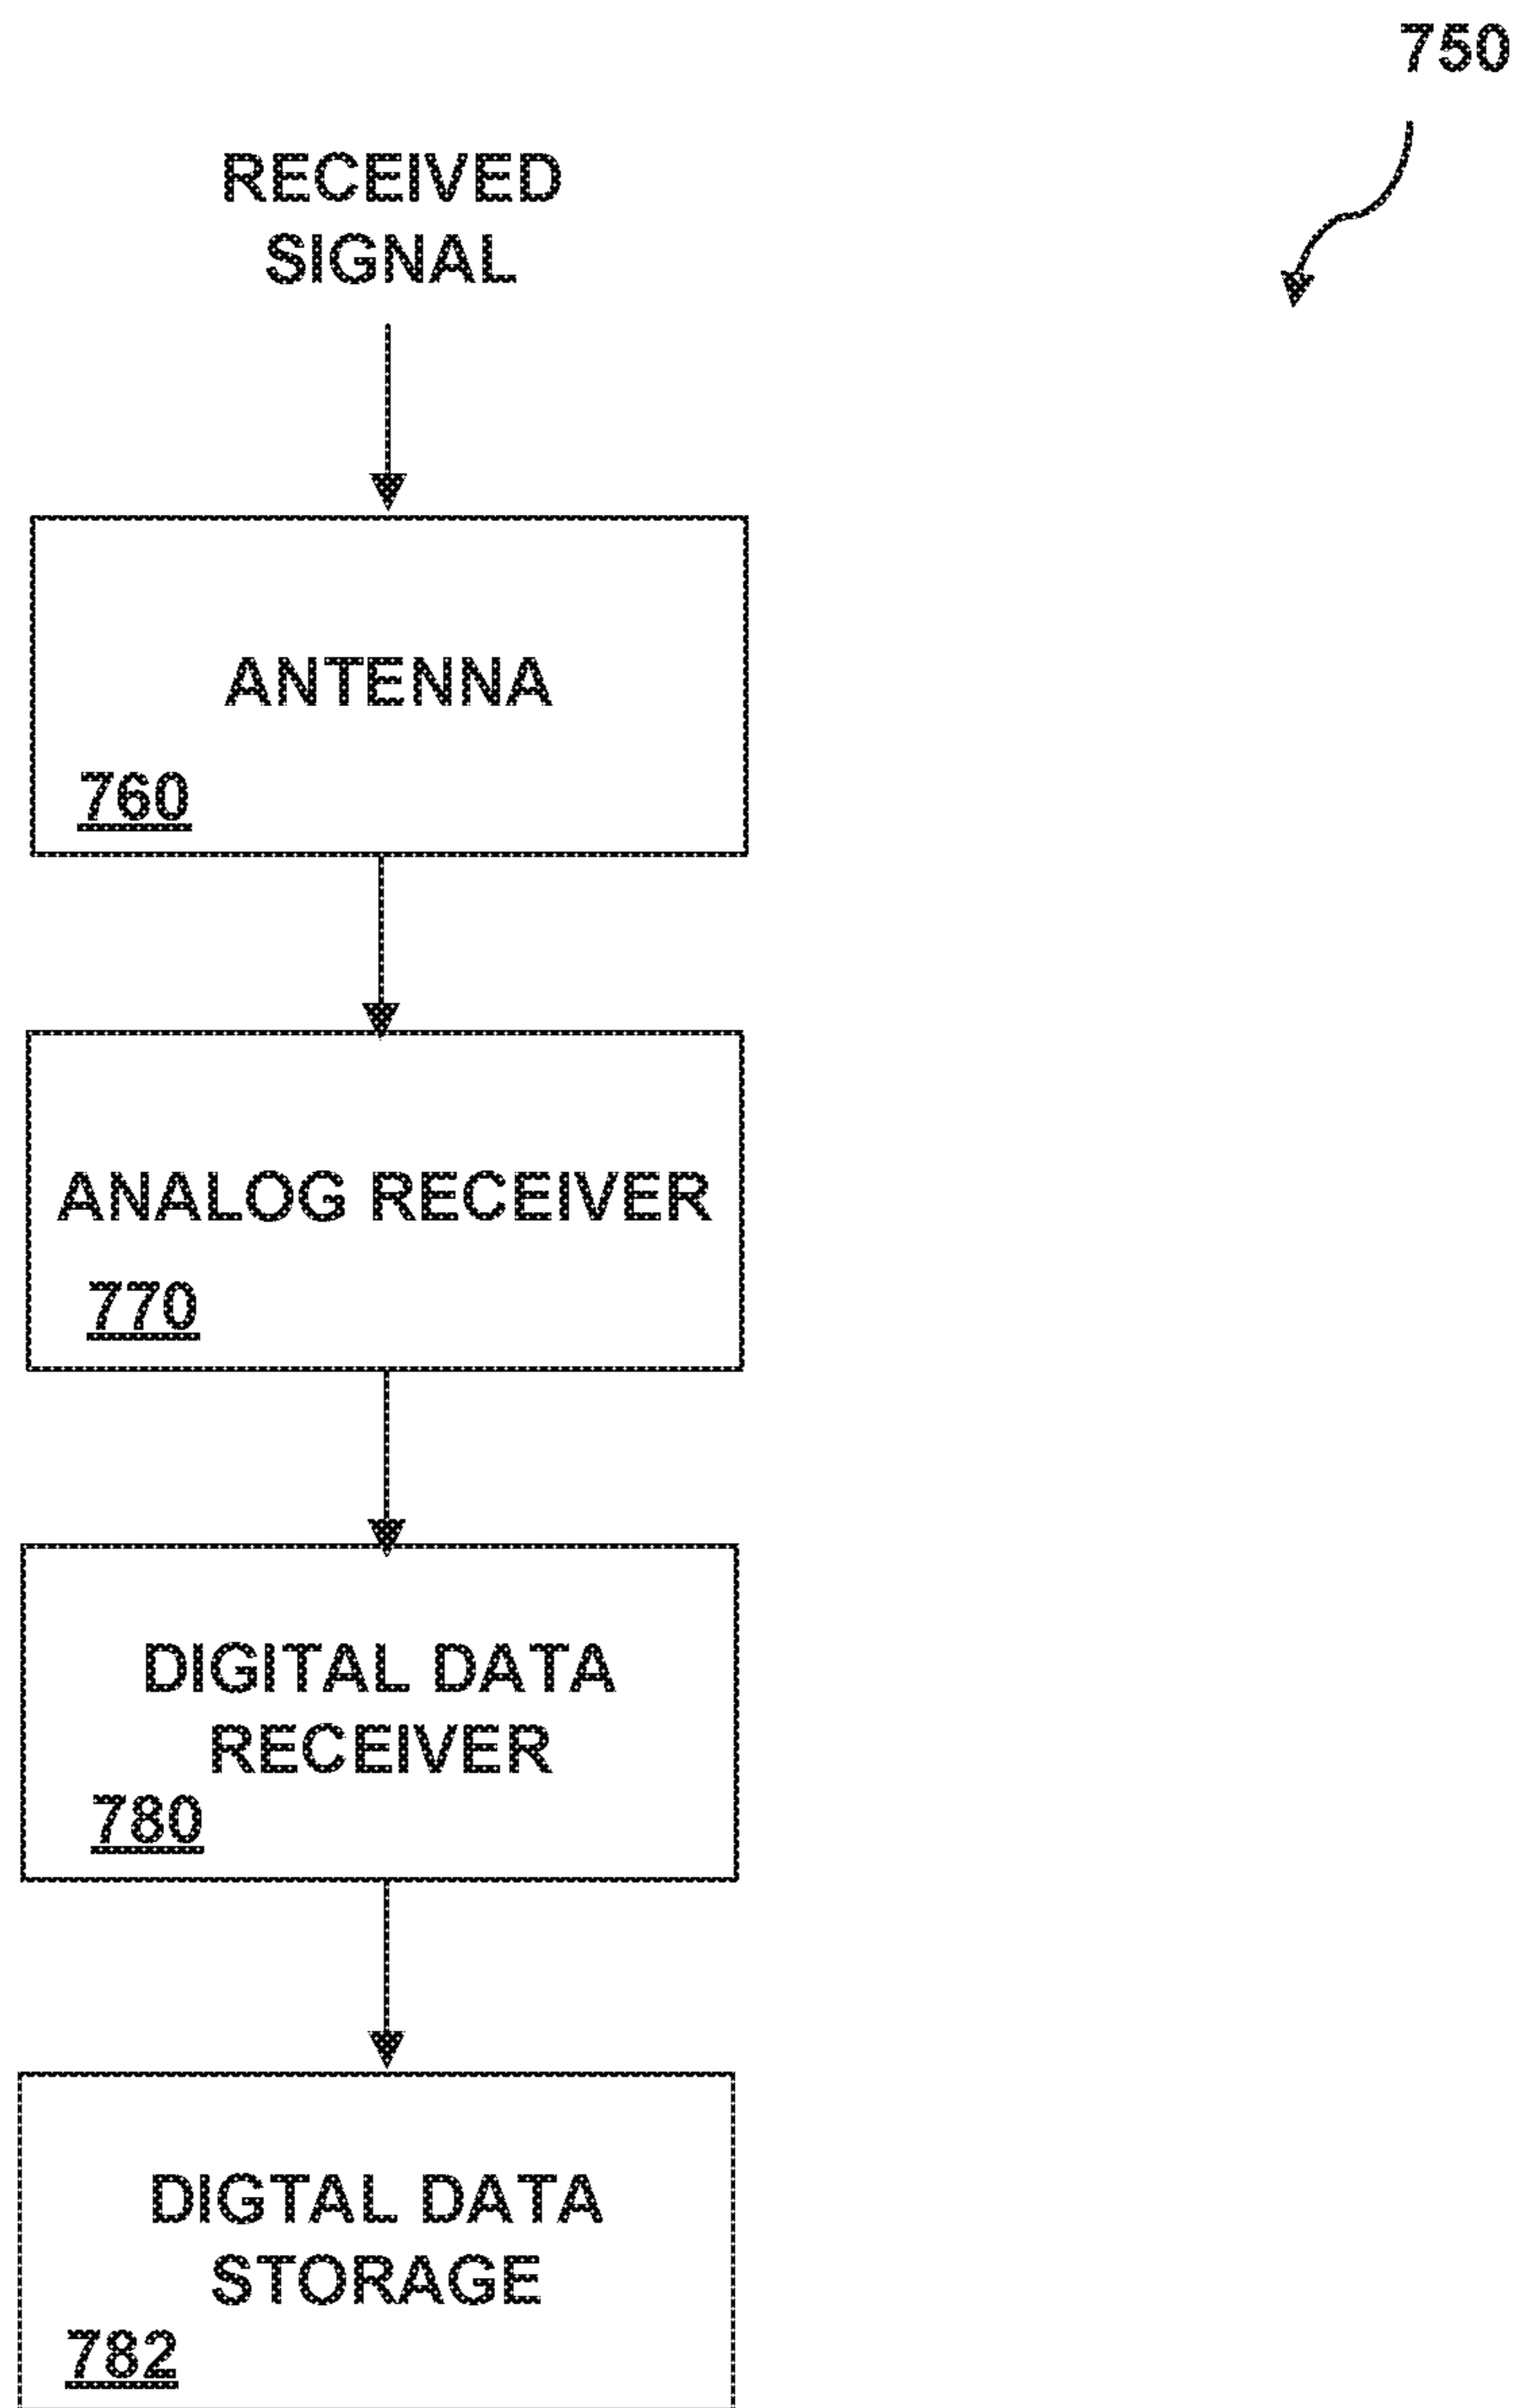 750
RECEIVED
SIGNAL
ANTENNA
760
ANALOG RECEIVER
770
DIGITAL DATA
RECEIVER
780
DIGTAL DATA
STORAGE
782